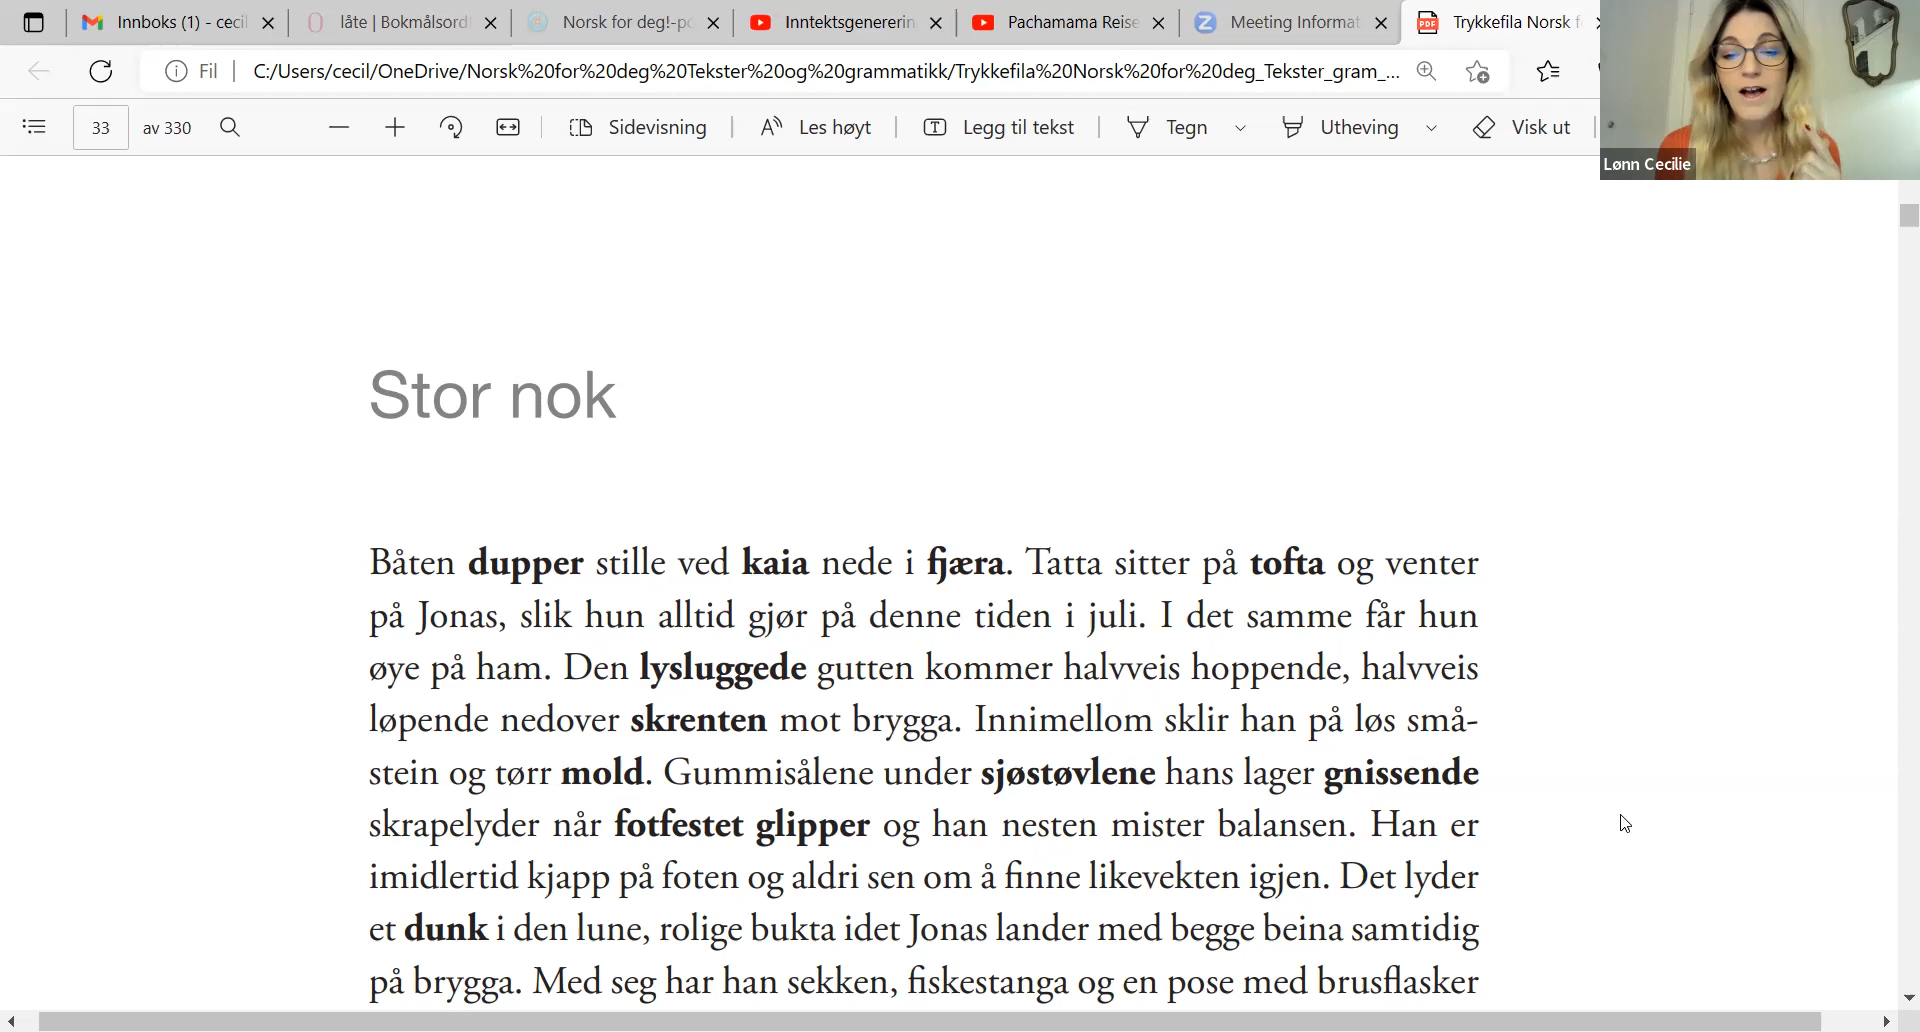 Innboks (1) - cecil
låte | Bokmålsord
Norsk for deg!-po
Inntektsgenererin
Pachamama Reise
Meeting Informat
Trykkefila Norsk f
Fil
C:/Users/cecil/OneDrive/Norsk%20for%20deg%20Tekster%20og%20grammatikk/Trykkefila%20Norsk%20for%20deg_Tekster_gram_...
33 av 330
Sidevisning
Les høyt
Legg til tekst
Tegn
Utheving
Visk ut
Lønn Cecilie
Stor nok
Båten dupper stille ved kaia nede i fjæra. Tatta sitter på tofta og venter
på Jonas, slik hun alltid gjør på denne tiden i juli. I det samme får hun
øye på ham. Den lysluggede gutten kommer halvveis hoppende, halvveis
løpende nedover skrenten mot brygga. Innimellom sklir han på løs små-
stein og tørr mold. Gummisålene under sjøstøvlene hans lager gnissende
skrapelyder når fotfestet glipper og han nesten mister balansen. Han er
imidlertid kjapp på foten og aldri sen om å finne likevekten igjen. Det lyder
et dunk i den lune, rolige bukta idet Jonas lander med begge beina samtidig
på brygga. Med seg har han sekken, fiskestanga og en pose med brusflasker